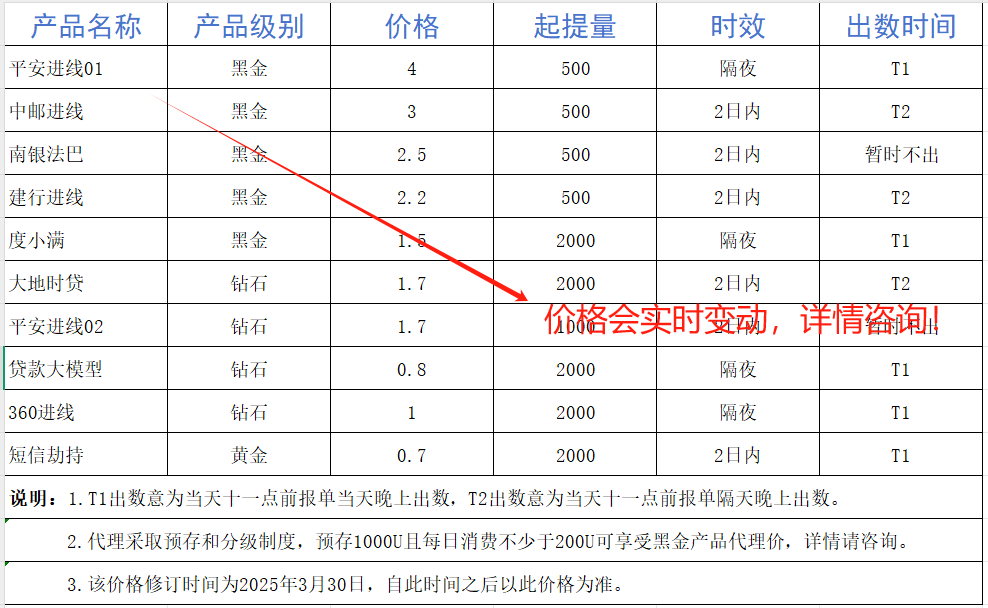 产品名称 产品级别 价格 起提量 时效 出数时间
平安进线01 黑金 4 500 隔夜 T1
中邮进线 黑金 3 500 2日内 T2
南银法巴 黑金 2.5 500 2日内 暂时不出
建行进线 黑金 2.2 500 2日内 T2
度小满 黑金 1.5 2000 隔夜 T1
大地时贷 钻石 1.7 2000 2日内 T2
价格会实时变动，详情咨询！
平安进线02 钻石 1.7 1000 2日内 暂时不出
贷款大模型 钻石 0.8 2000 隔夜 T1
360进线 钻石 1 2000 隔夜 T1
短信劫持 黄金 0.7 2000 2日内 T1
说明：1.T1出数意为当天十一点前报单当天晚上出数，T2出数意为当天十一点前报单隔天晚上出数。
2.代理采取预存和分级制度，预存1000U且每日消费不少于200U可享受黑金产品代理价，详情请咨询。
3.该价格修订时间为2025年3月30日，自此时间之后以此价格为准。